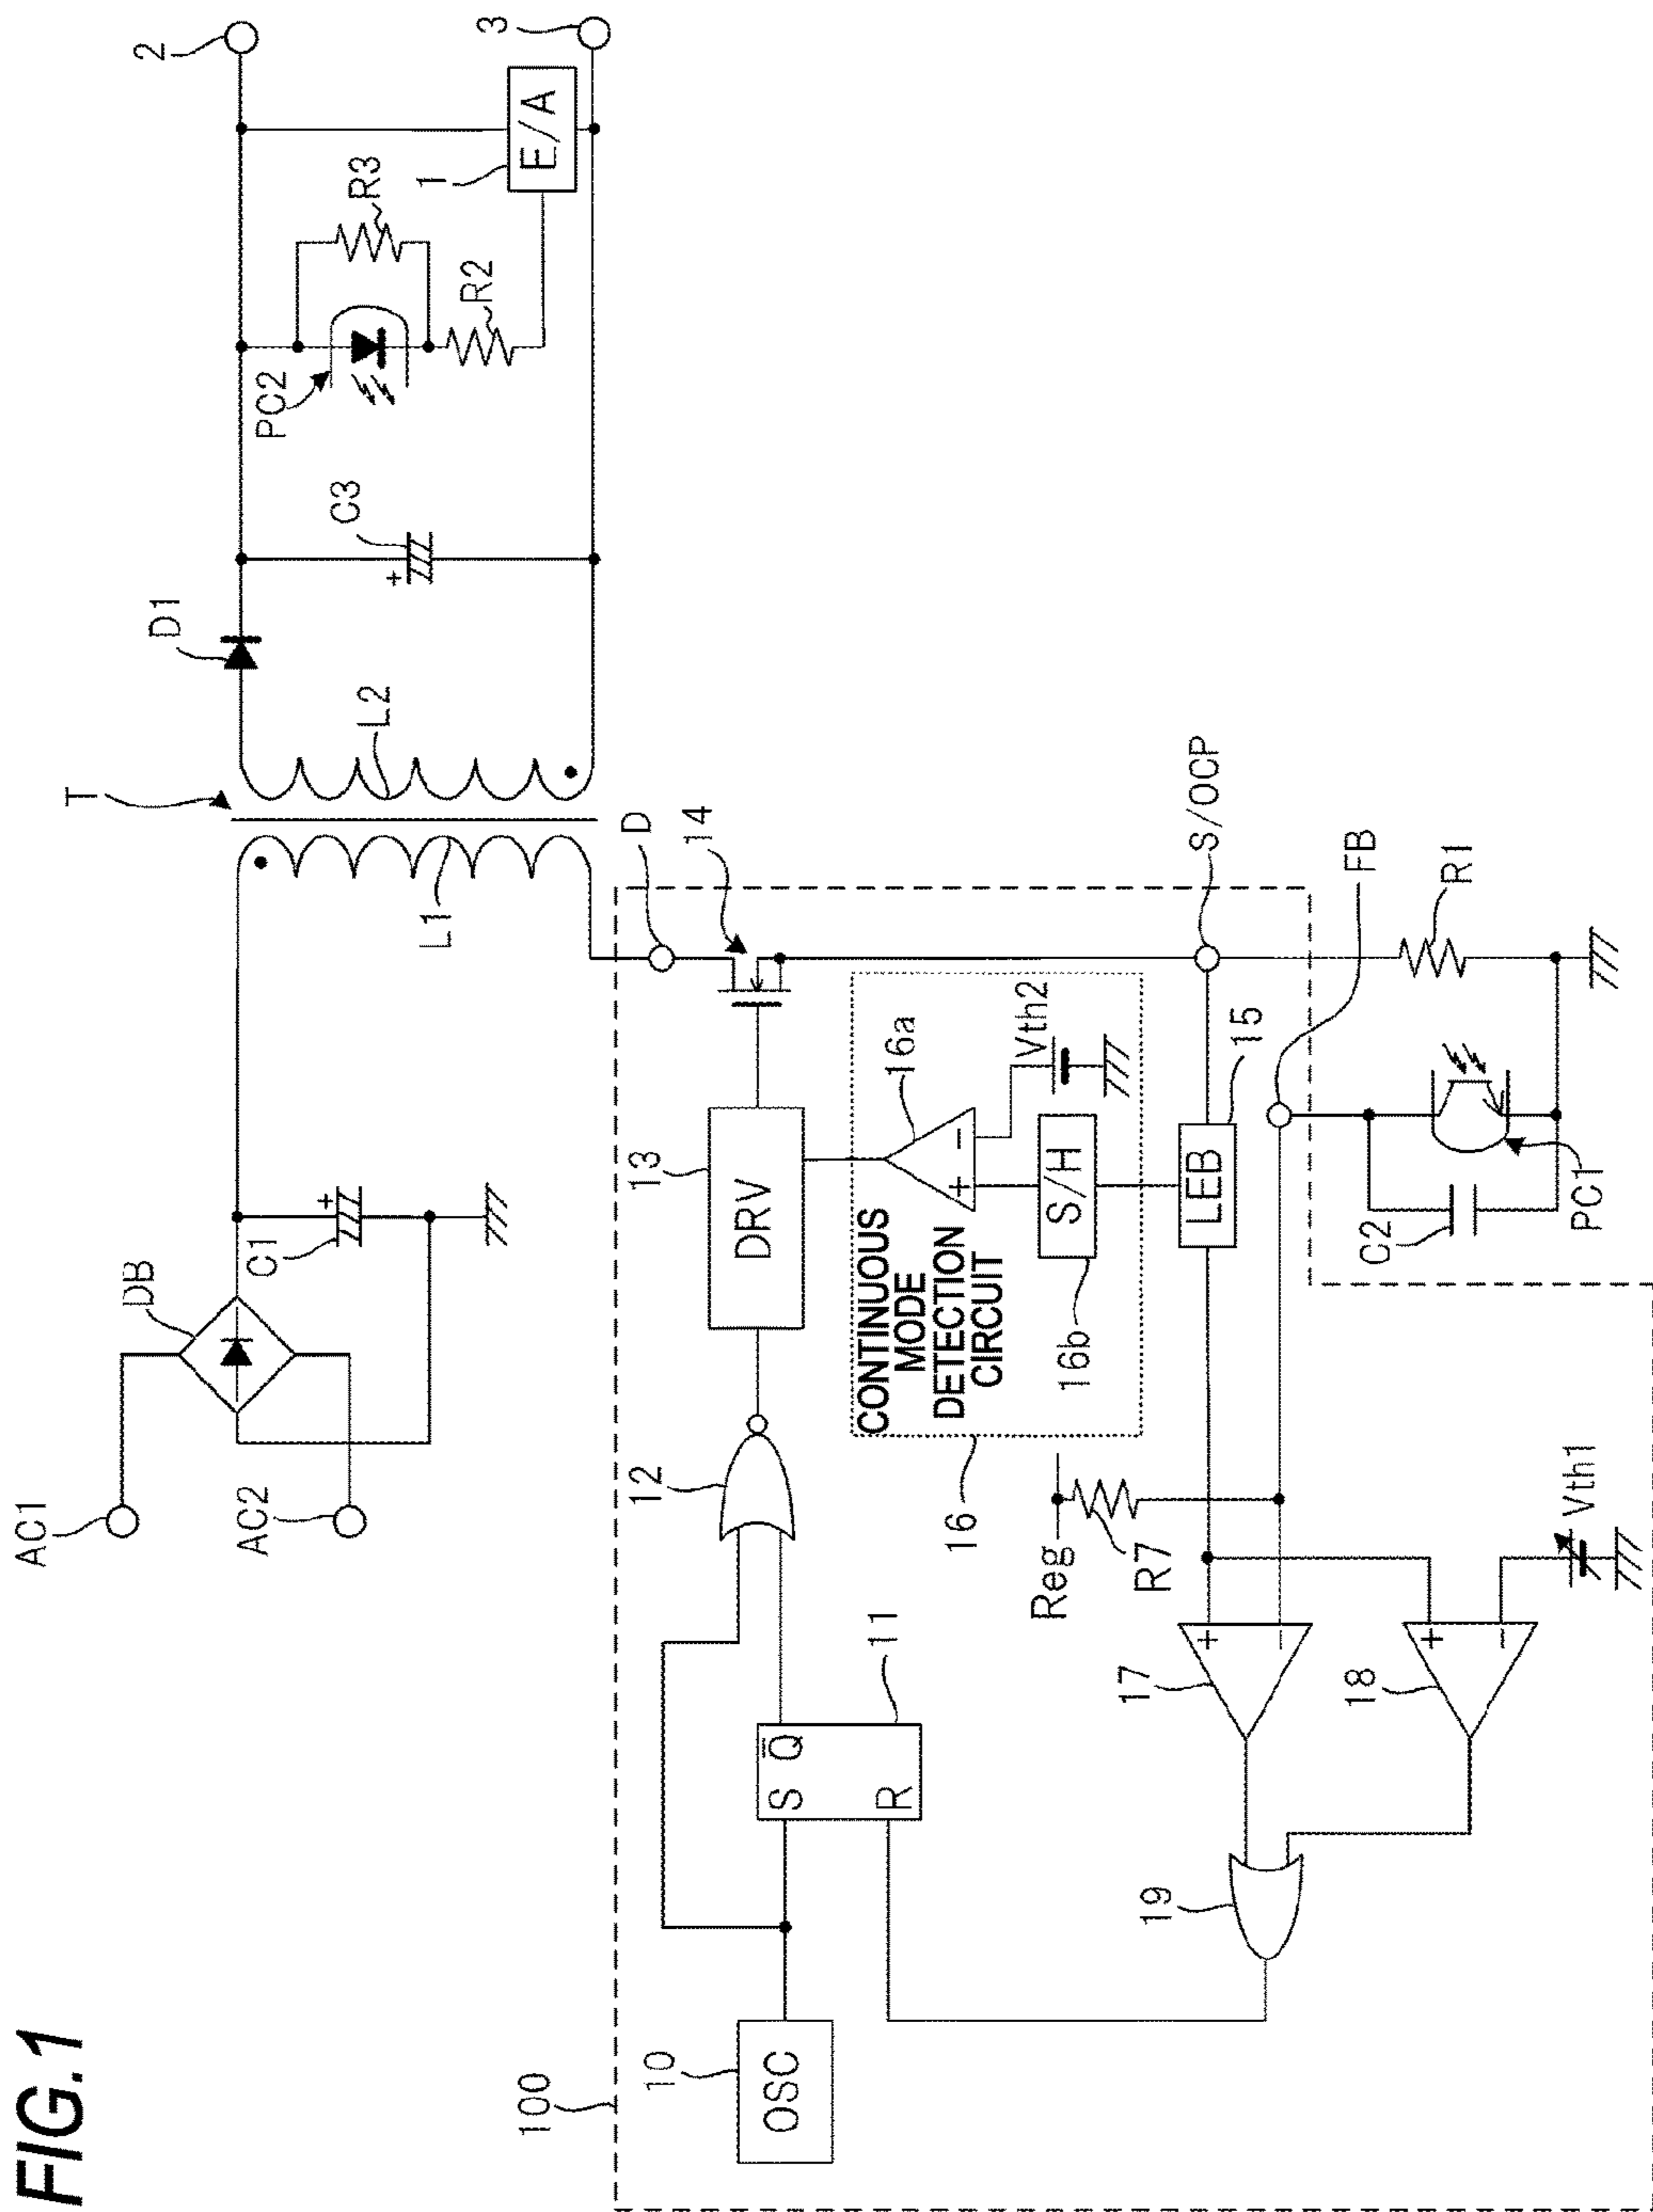 FIG.1
AC1
AC2
DB
C1
+
T
L1
L2
D1
C3
+
PC2
R3
R2
1
E/A
2
3
100
10
OSC
11
S
Q̅
R
12
13
DRV
D
14
16
CONTINUOUS
MODE
DETECTION
CIRCUIT
16a
+
−
Vth2
16b
S/H
15
LEB
S/OCP
FB
R1
PC1
C2
Reg
R7
17
+
−
18
+
−
Vth1
19